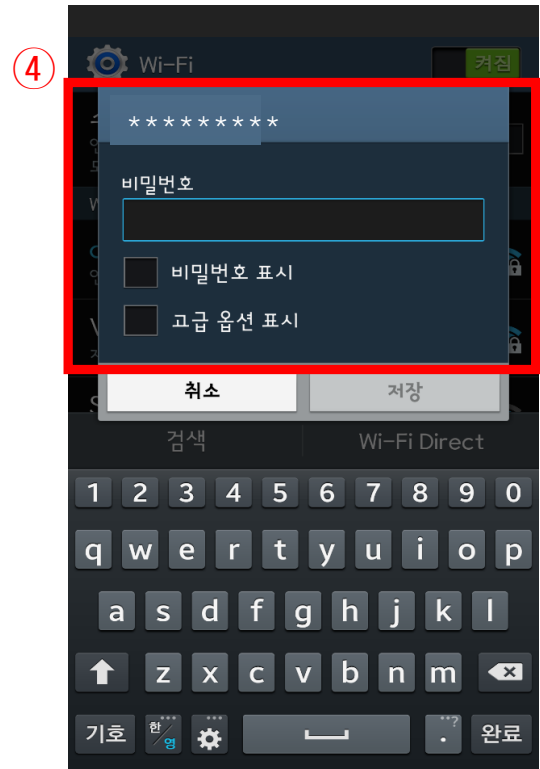 ④
Wi-Fi
켜짐
*********
비밀번호
비밀번호 표시
고급 옵션 표시
취소
저장
검색
Wi-Fi Direct
1 2 3 4 5 6 7 8 9 0
q w e r t y u i o p
a s d f g h j k l
z x c v b n m
기호 한/영 . 완료